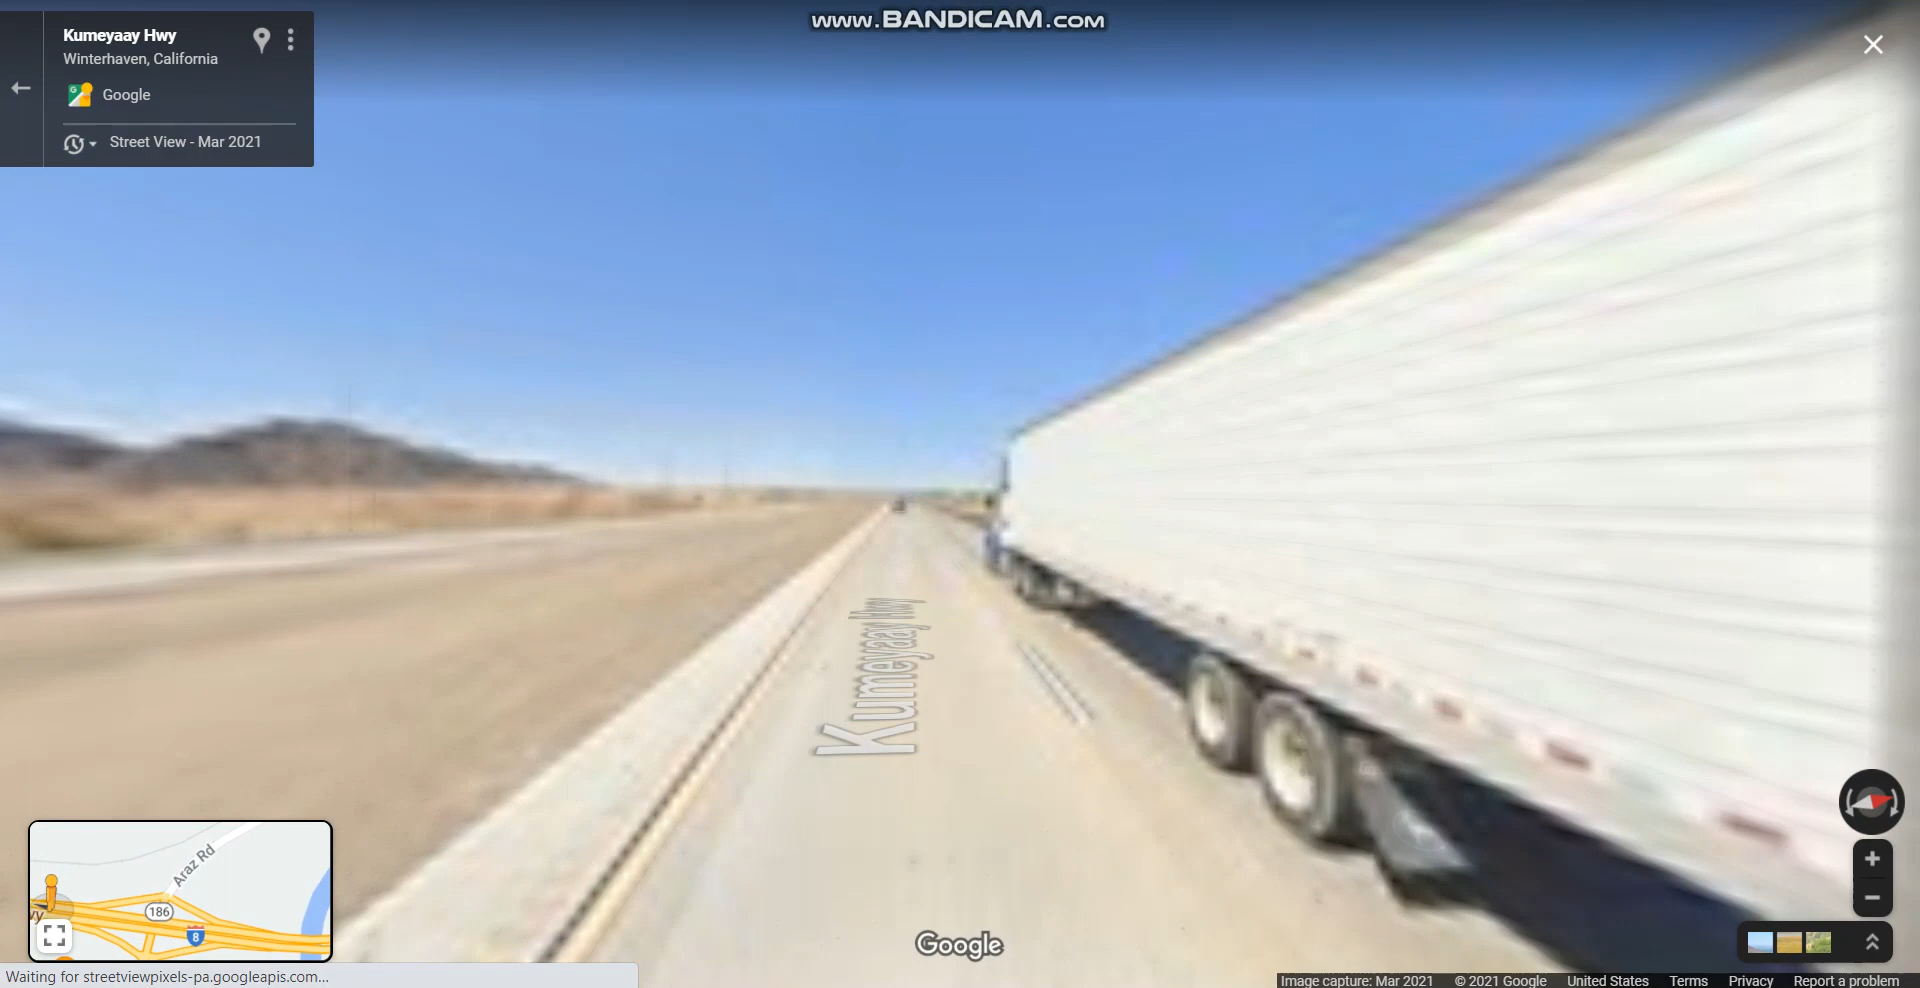 www.BANDICAM.com
Kumeyaay Hwy
Winterhaven, California
Google
Street View - Mar 2021
Kumeyaay Hwy
Araz Rd
186
8
vy
Google
Waiting for streetviewpixels-pa.googleapis.com...
Image capture: Mar 2021 © 2021 Google United States Terms Privacy Report a problem